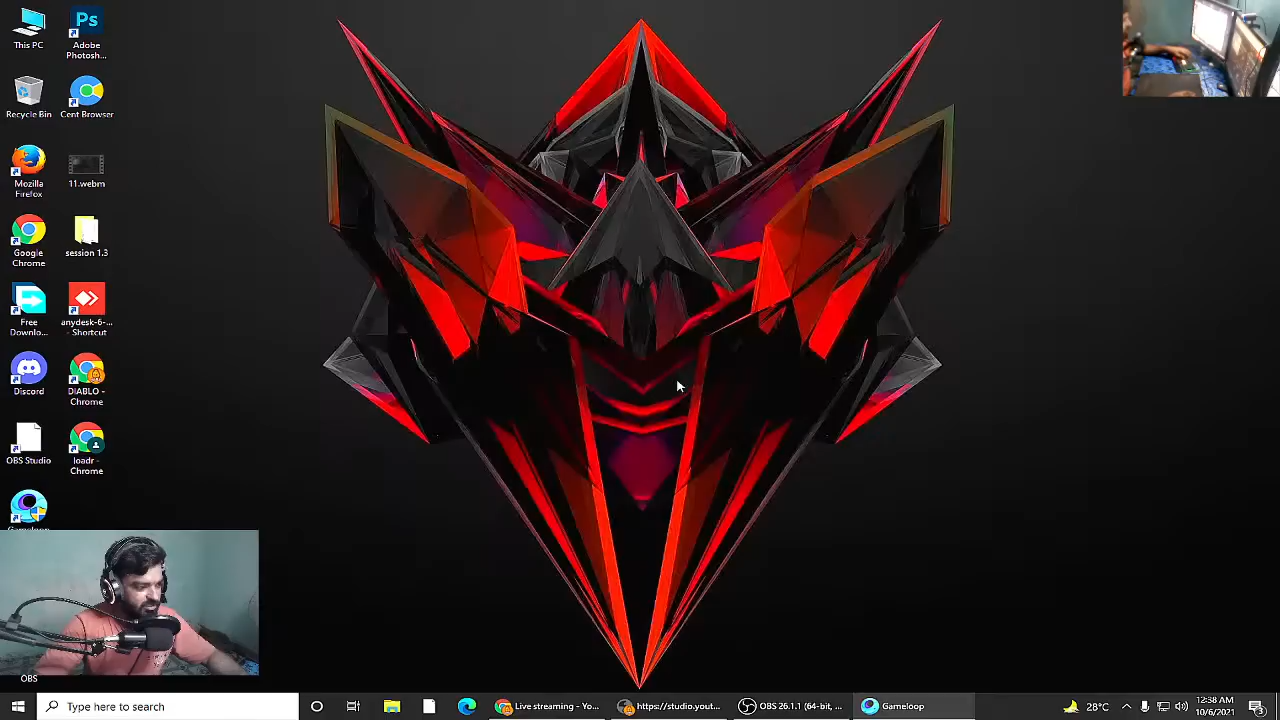 This PC
Ps
Adobe
Photosh...
Recycle Bin
Cent Browser
Mozilla
Firefox
11.webm
Google
Chrome
session 1.3
Free
Downlo...
anydesk-6-...
- Shortcut
Discord
DIABLO -
Chrome
OBS Studio
loadr -
Chrome
OBS
Type here to search
Live streaming - Yo...
https://studio.yout...
OBS 26.1.1 (64-bit, ...
Gameloop
28°C
12:38 AM
10/6/2021
3